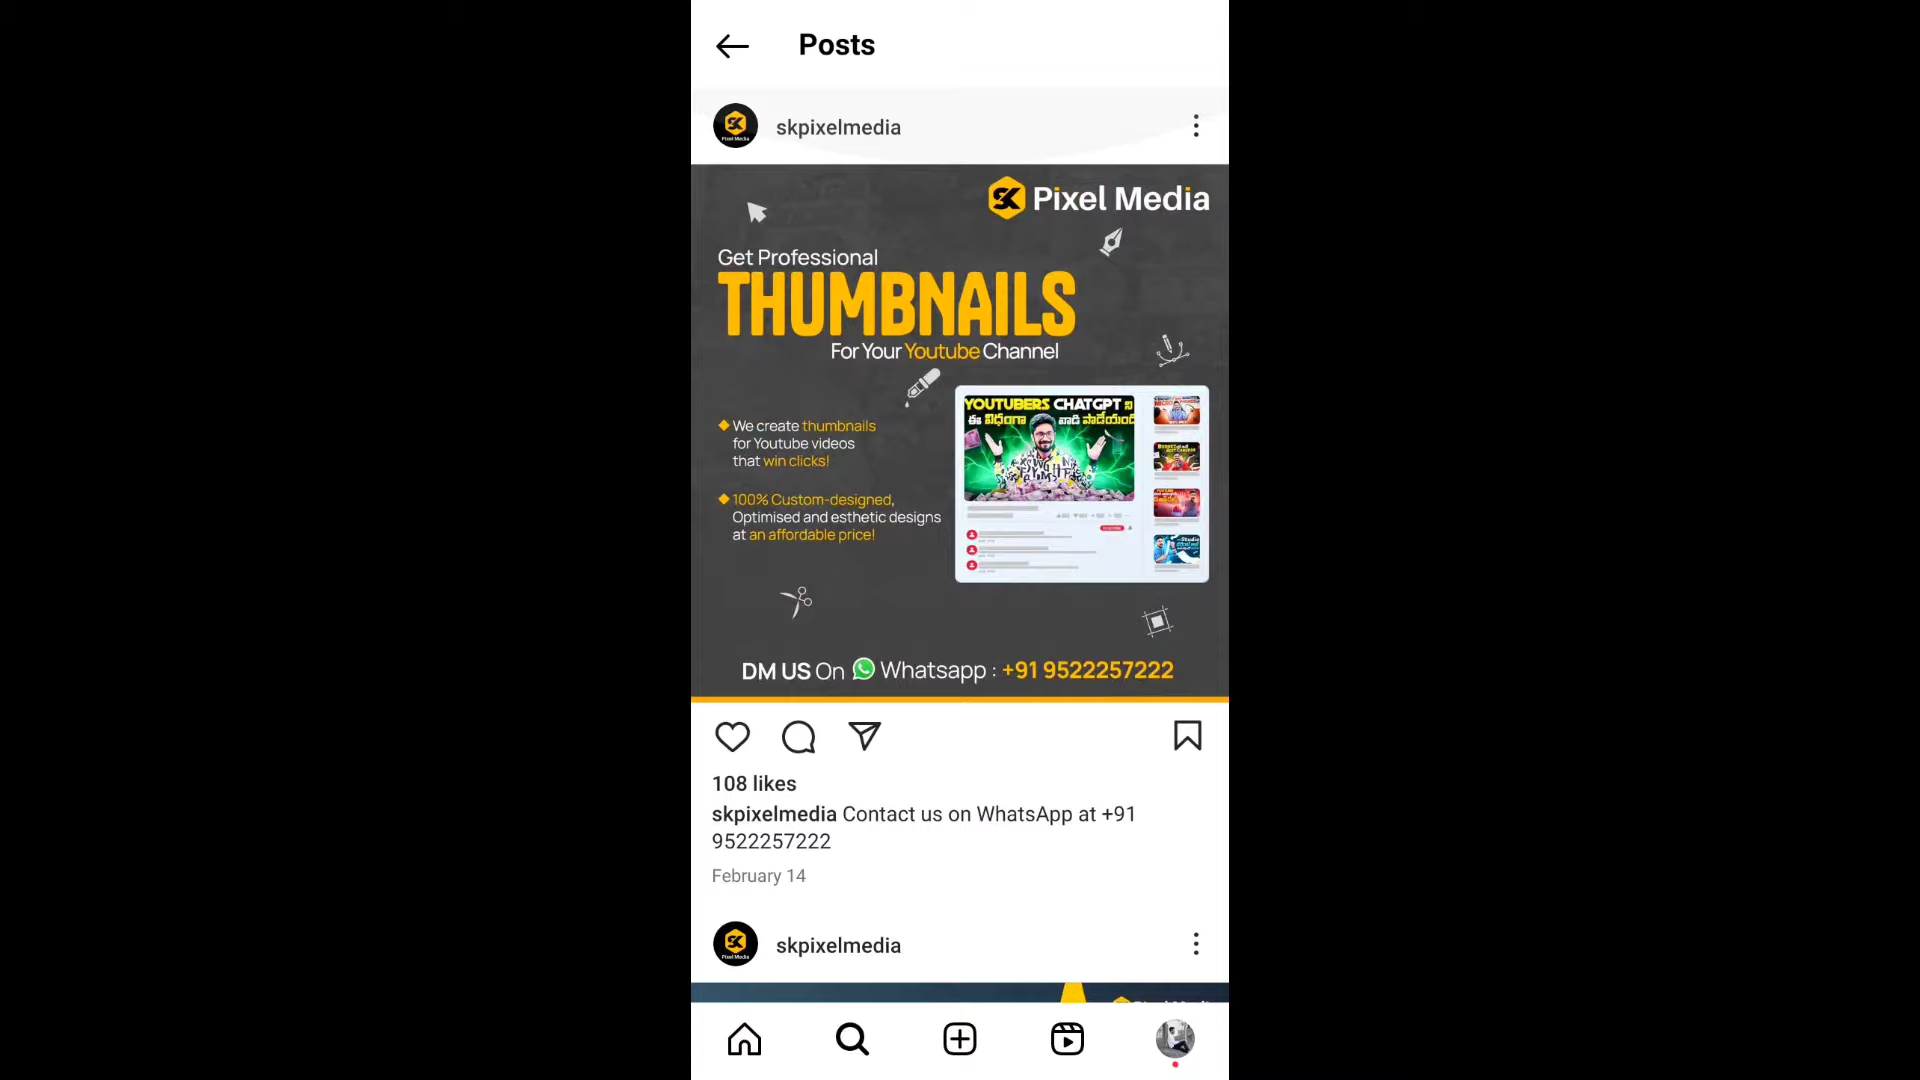 Posts
skpixelmedia
SK Pixel Media
Get Professional
THUMBNAILS
For Your Youtube Channel
We create thumbnails
for Youtube videos
that win clicks!
100% Custom-designed,
Optimised and esthetic designs
at an affordable price!
YOUTUBERS CHATGPT ని
ఈ విధంగా వాడి పాడేయండి
DM US On Whatsapp : +91 9522257222
108 likes
skpixelmedia Contact us on WhatsApp at +91
9522257222
February 14
skpixelmedia